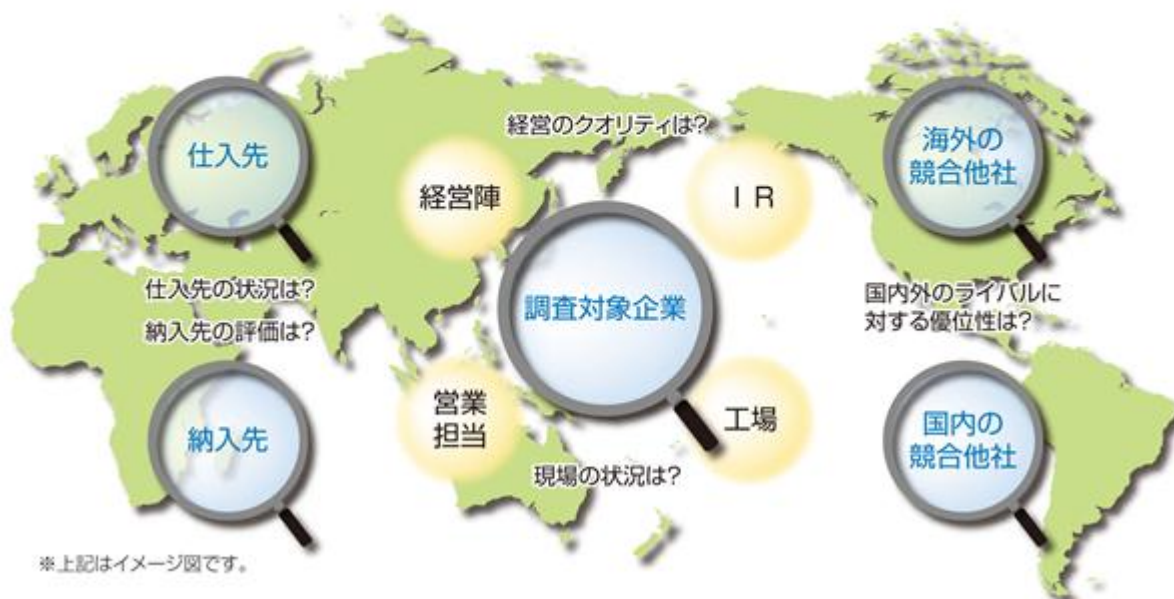 経営のクオリティは?
仕入先
海外の
競合他社
経営陣
I R
調査対象企業
仕入先の状況は?
納入先の評価は?
国内外のライバルに
対する優位性は?
納入先
営業
担当
工場
国内の
競合他社
現場の状況は?
※上記はイメージ図です。